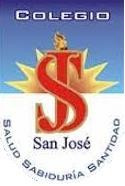 COLEGIO
SJ
San José
SALUD SABIDURÍA SANTIDAD